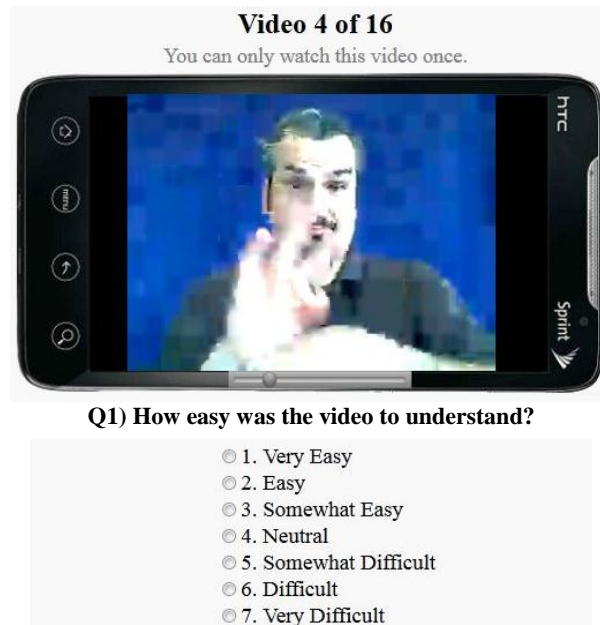 Video 4 of 16
You can only watch this video once.
hTC
menu
Sprint
Q1) How easy was the video to understand?
1. Very Easy
2. Easy
3. Somewhat Easy
4. Neutral
5. Somewhat Difficult
6. Difficult
7. Very Difficult